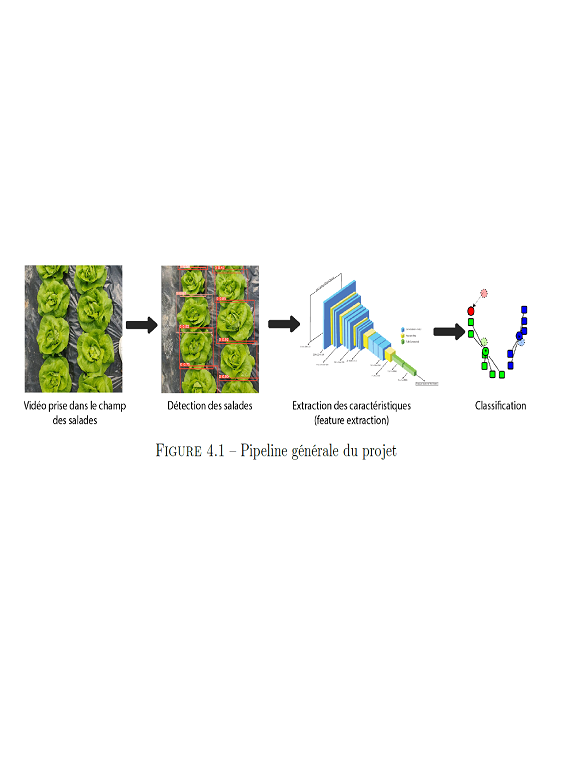 Vidéo prise dans le champ
des salades
Détection des salades
Extraction des caractéristiques
(feature extraction)
Classification
FIGURE 4.1 – Pipeline générale du projet